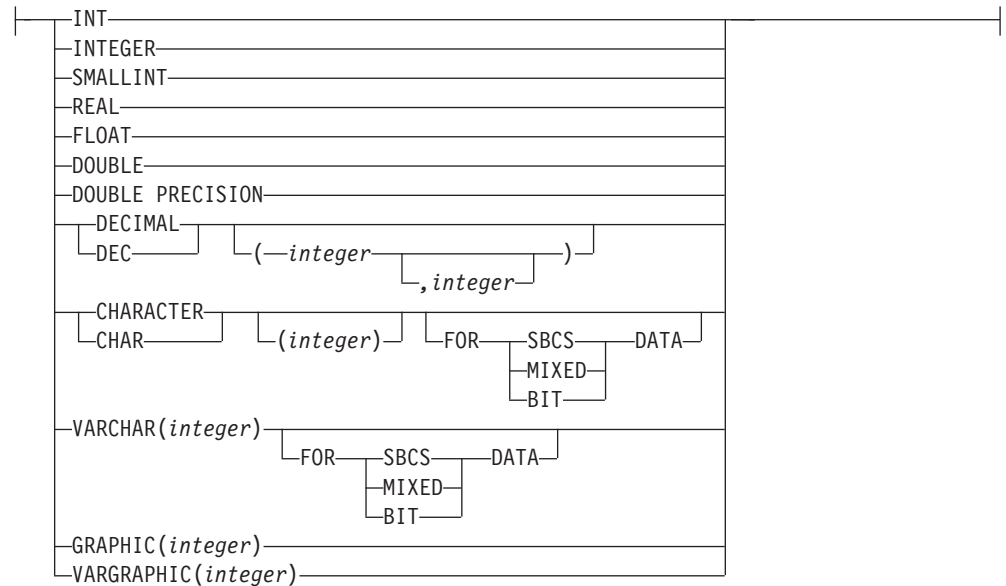 INT
INTEGER
SMALLINT
REAL
FLOAT
DOUBLE
DOUBLE PRECISION
DECIMAL
DEC ( integer )
,integer
CHARACTER
CHAR (integer) FOR SBCS DATA
MIXED
BIT
VARCHAR(integer)
FOR SBCS DATA
MIXED
BIT
GRAPHIC(integer)
VARGRAPHIC(integer)